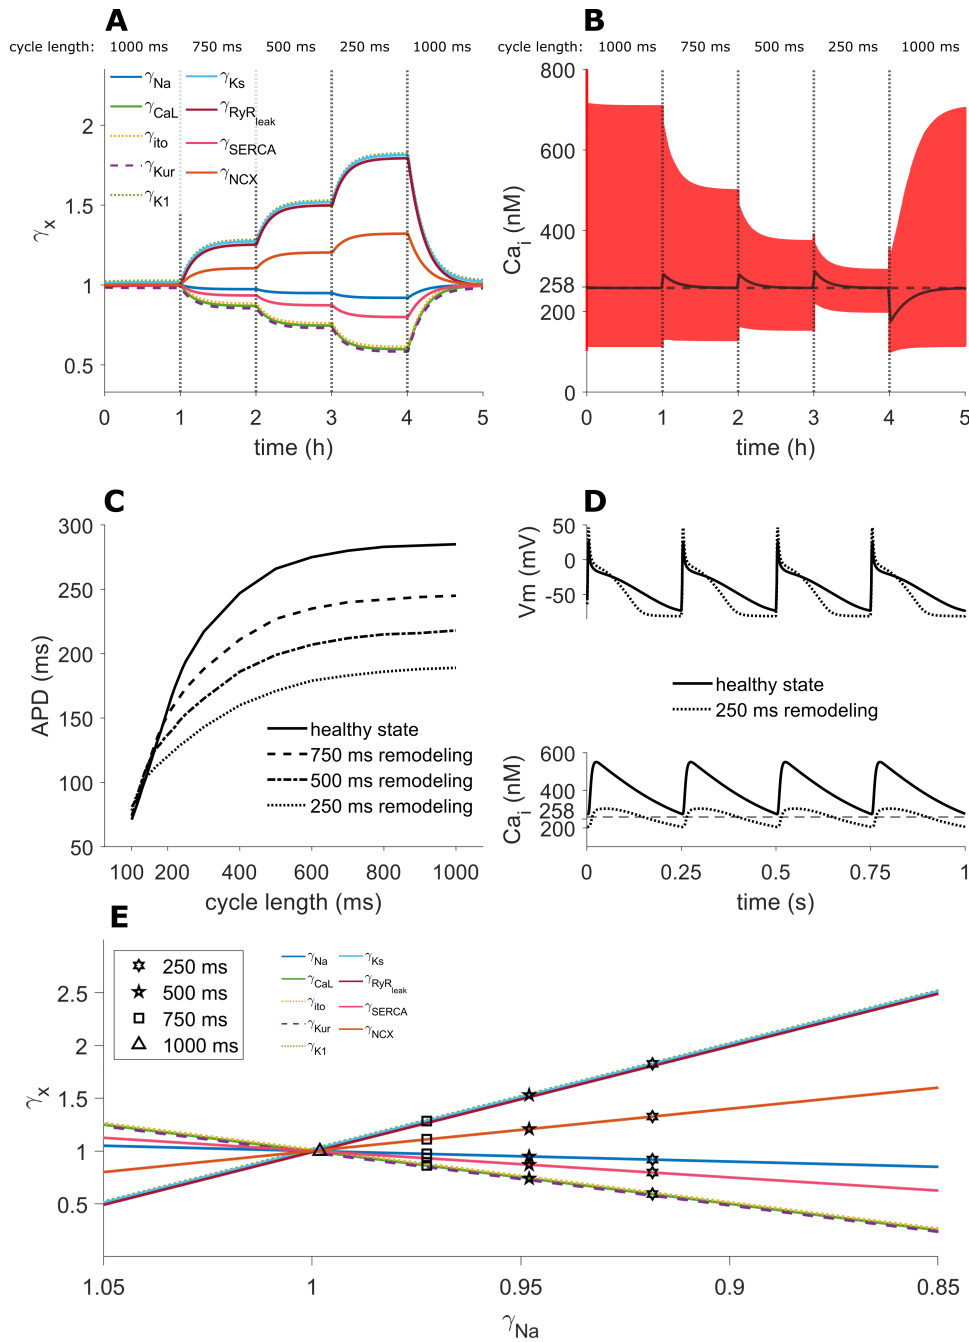 A
cycle length: 1000 ms 750 ms 500 ms 250 ms 1000 ms
γNa γKs
γCaL γRyRleak
γito γSERCA
γKur γNCX
γK1
γx
2
1.5
1
0.5
0 1 2 3 4 5
time (h)
B
cycle length: 1000 ms 750 ms 500 ms 250 ms 1000 ms
Cai (nM)
800
600
400
258
200
0
0 1 2 3 4 5
time (h)
C
APD (ms)
300
250
200
150
100
50
healthy state
750 ms remodeling
500 ms remodeling
250 ms remodeling
100 200 400 600 800 1000
cycle length (ms)
D
Vm (mV)
50
0
-50
healthy state
250 ms remodeling
Cai (nM)
600
400
258
200
0 0.25 0.5 0.75 1
time (s)
E
250 ms
500 ms
750 ms
1000 ms
γNa γKs
γCaL γRyRleak
γito γSERCA
γKur γNCX
γK1
γx
2.5
2
1.5
1
0.5
1.05 1 0.95 0.9 0.85
γNa